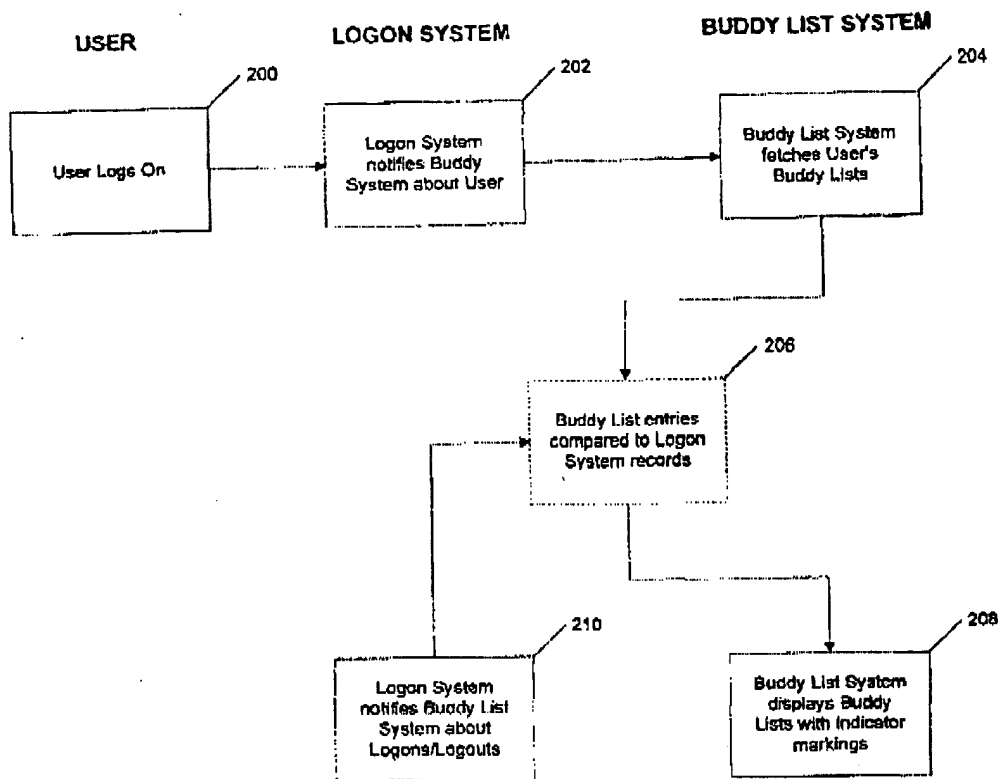 USER
LOGON SYSTEM
BUDDY LIST SYSTEM
200
202
204
User Logs On
Logon System
notifies Buddy
System about User
Buddy List System
fetches User's
Buddy Lists
206
Buddy List entries
compared to Logon
System records
210
208
Logon System
notifies Buddy List
System about
Logons/Logouts
Buddy List System
displays Buddy
Lists with Indicator
markings